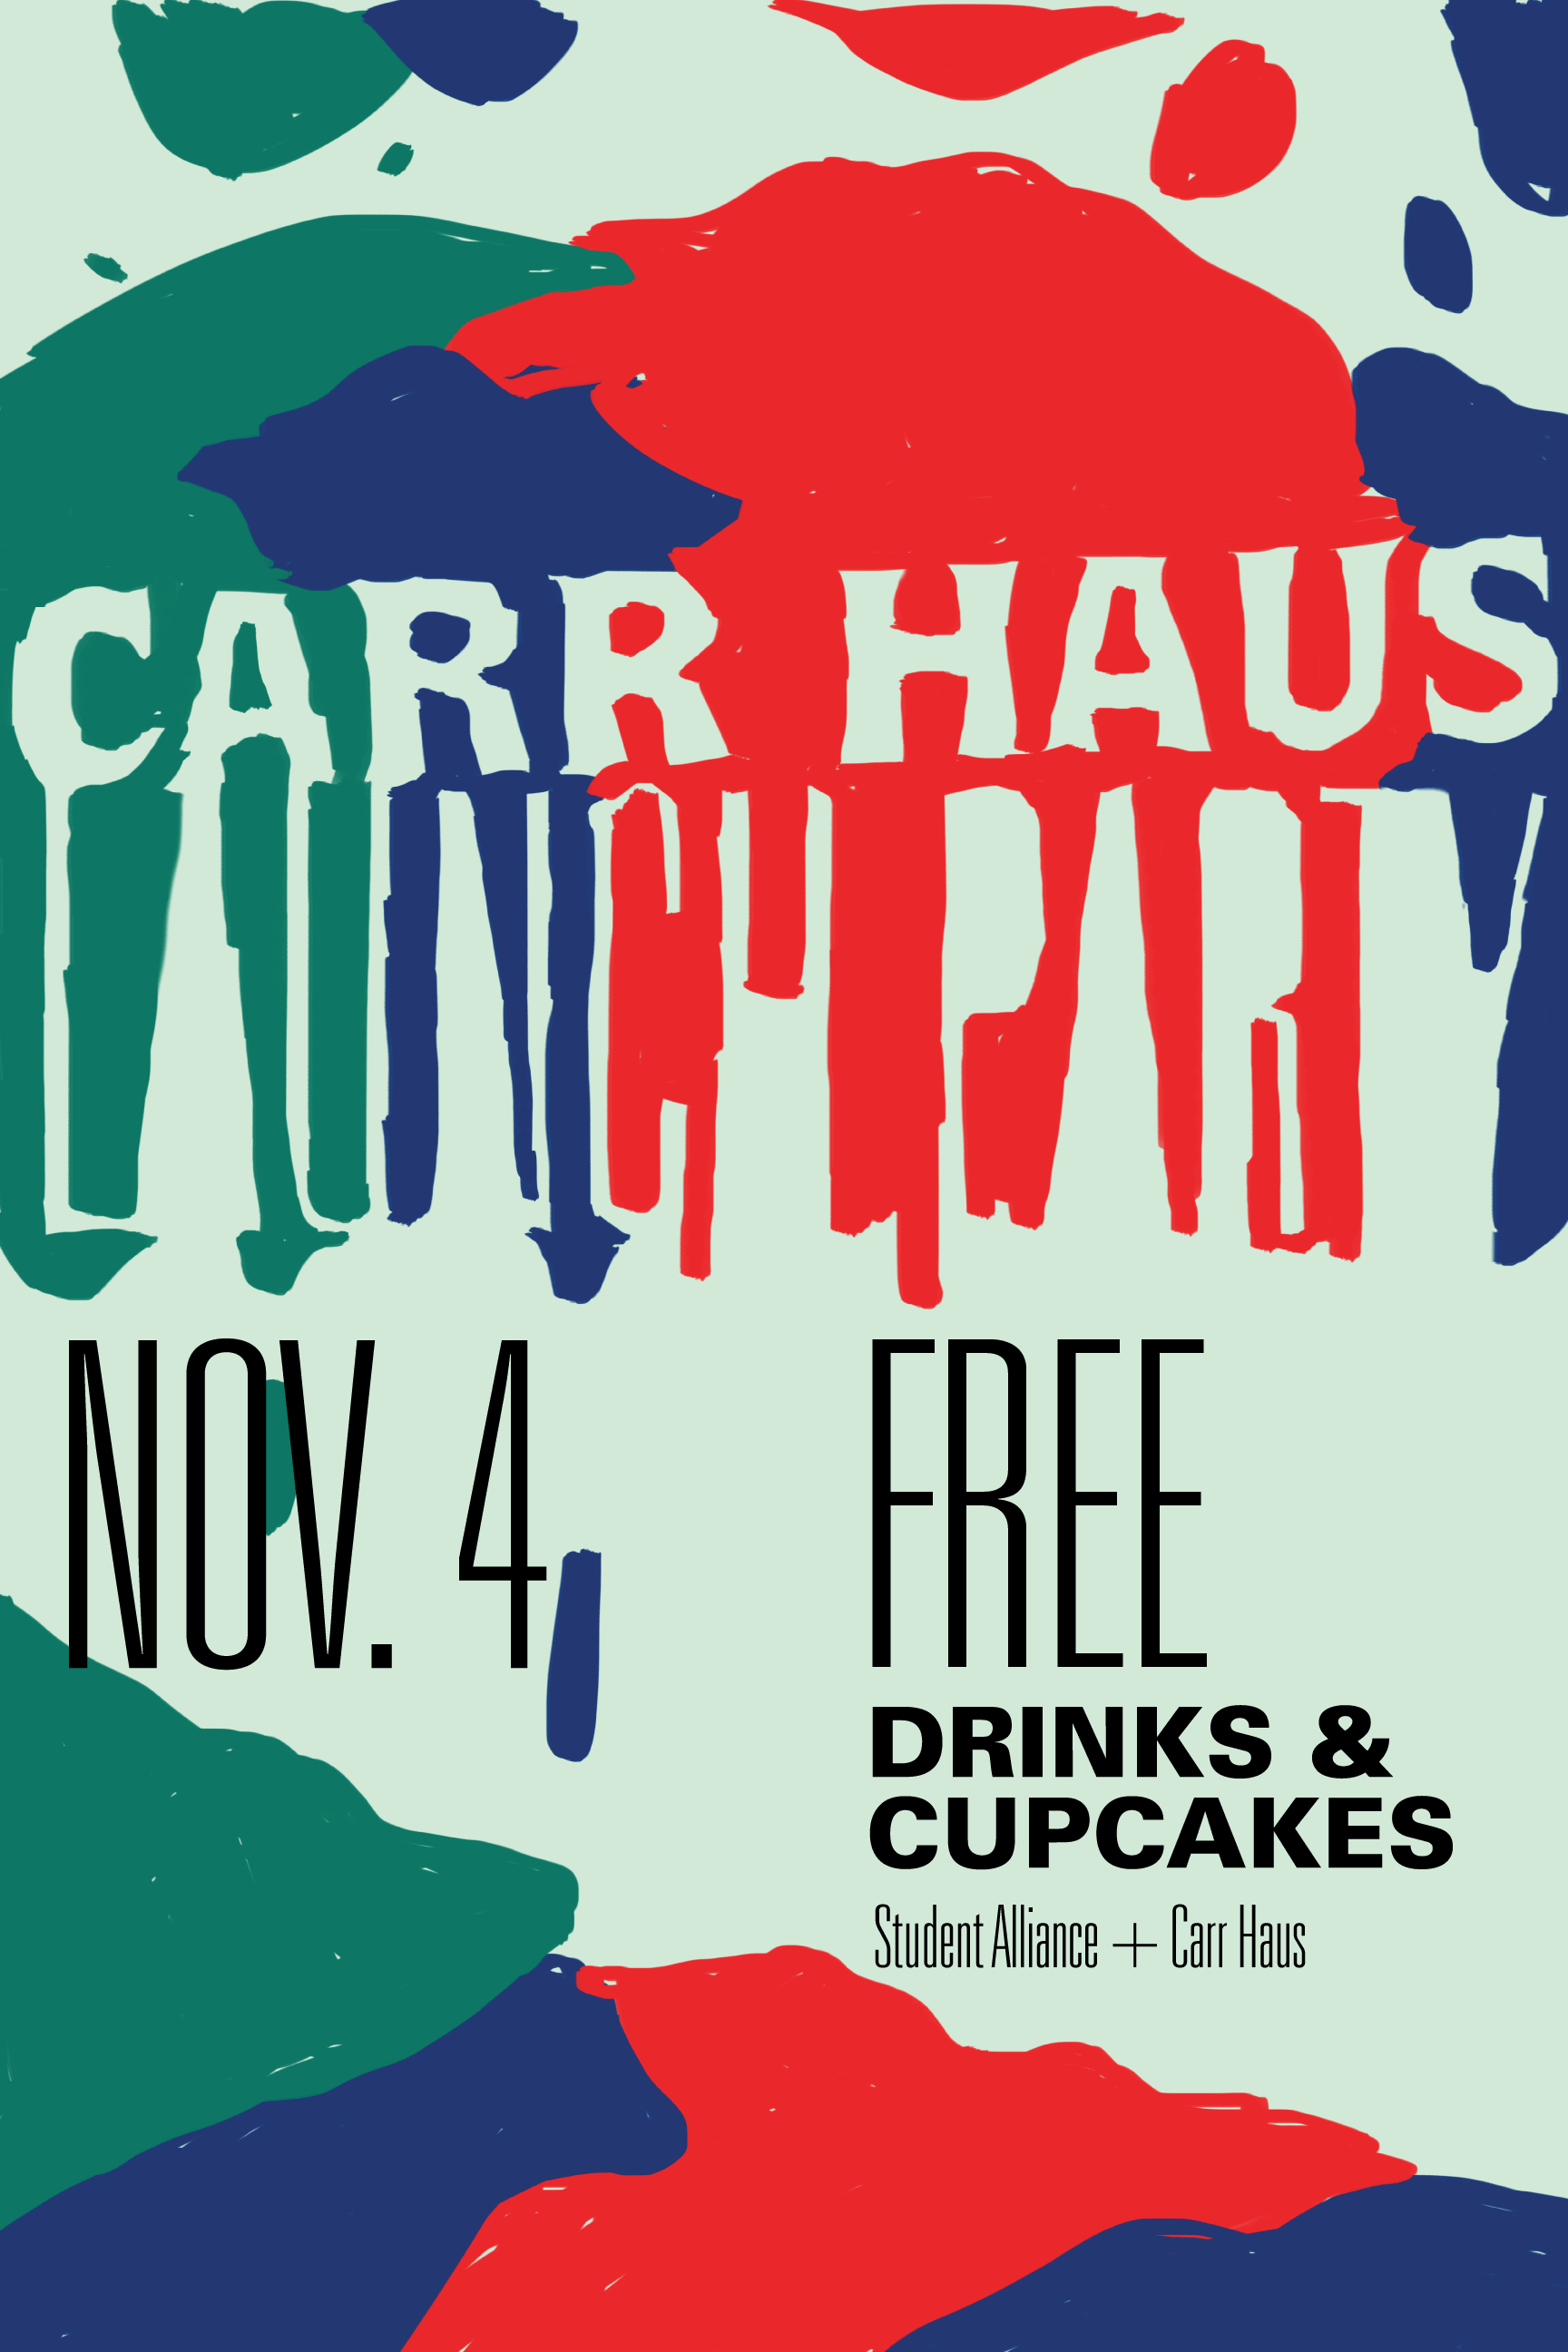 CARR HAUS
NOV. 4
FREE
DRINKS &
CUPCAKES
Student Alliance + Carr Haus